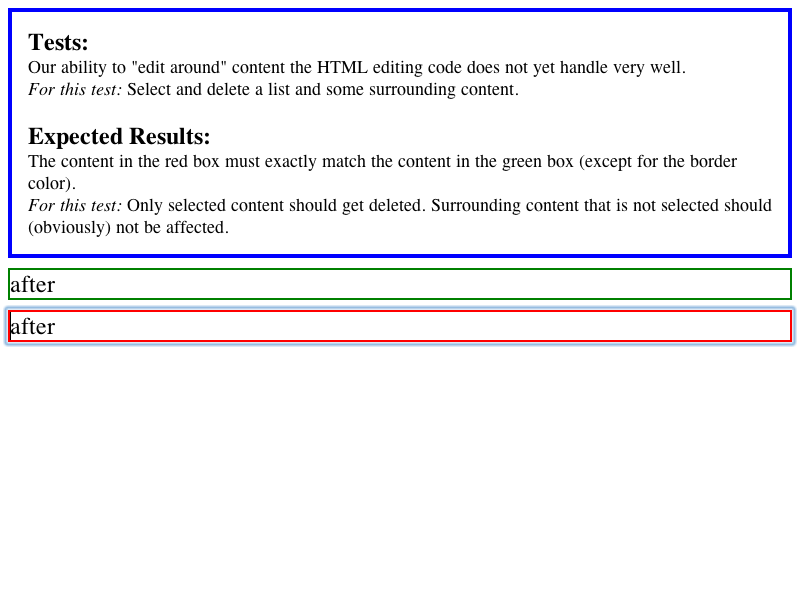 Tests:
Our ability to "edit around" content the HTML editing code does not yet handle very well.
For this test: Select and delete a list and some surrounding content.
Expected Results:
The content in the red box must exactly match the content in the green box (except for the border
color).
For this test: Only selected content should get deleted. Surrounding content that is not selected should
(obviously) not be affected.
after
after